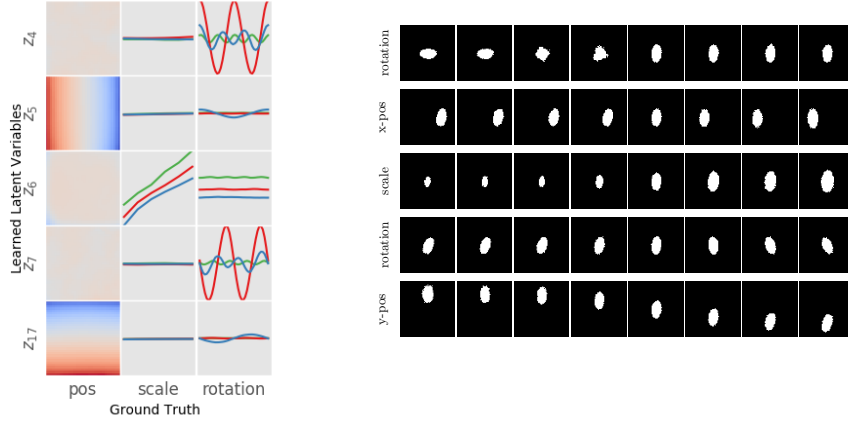 Learned Latent Variables
Z4
Z5
Z6
Z7
Z17
pos scale rotation
Ground Truth
rotation
x-pos
scale
rotation
y-pos